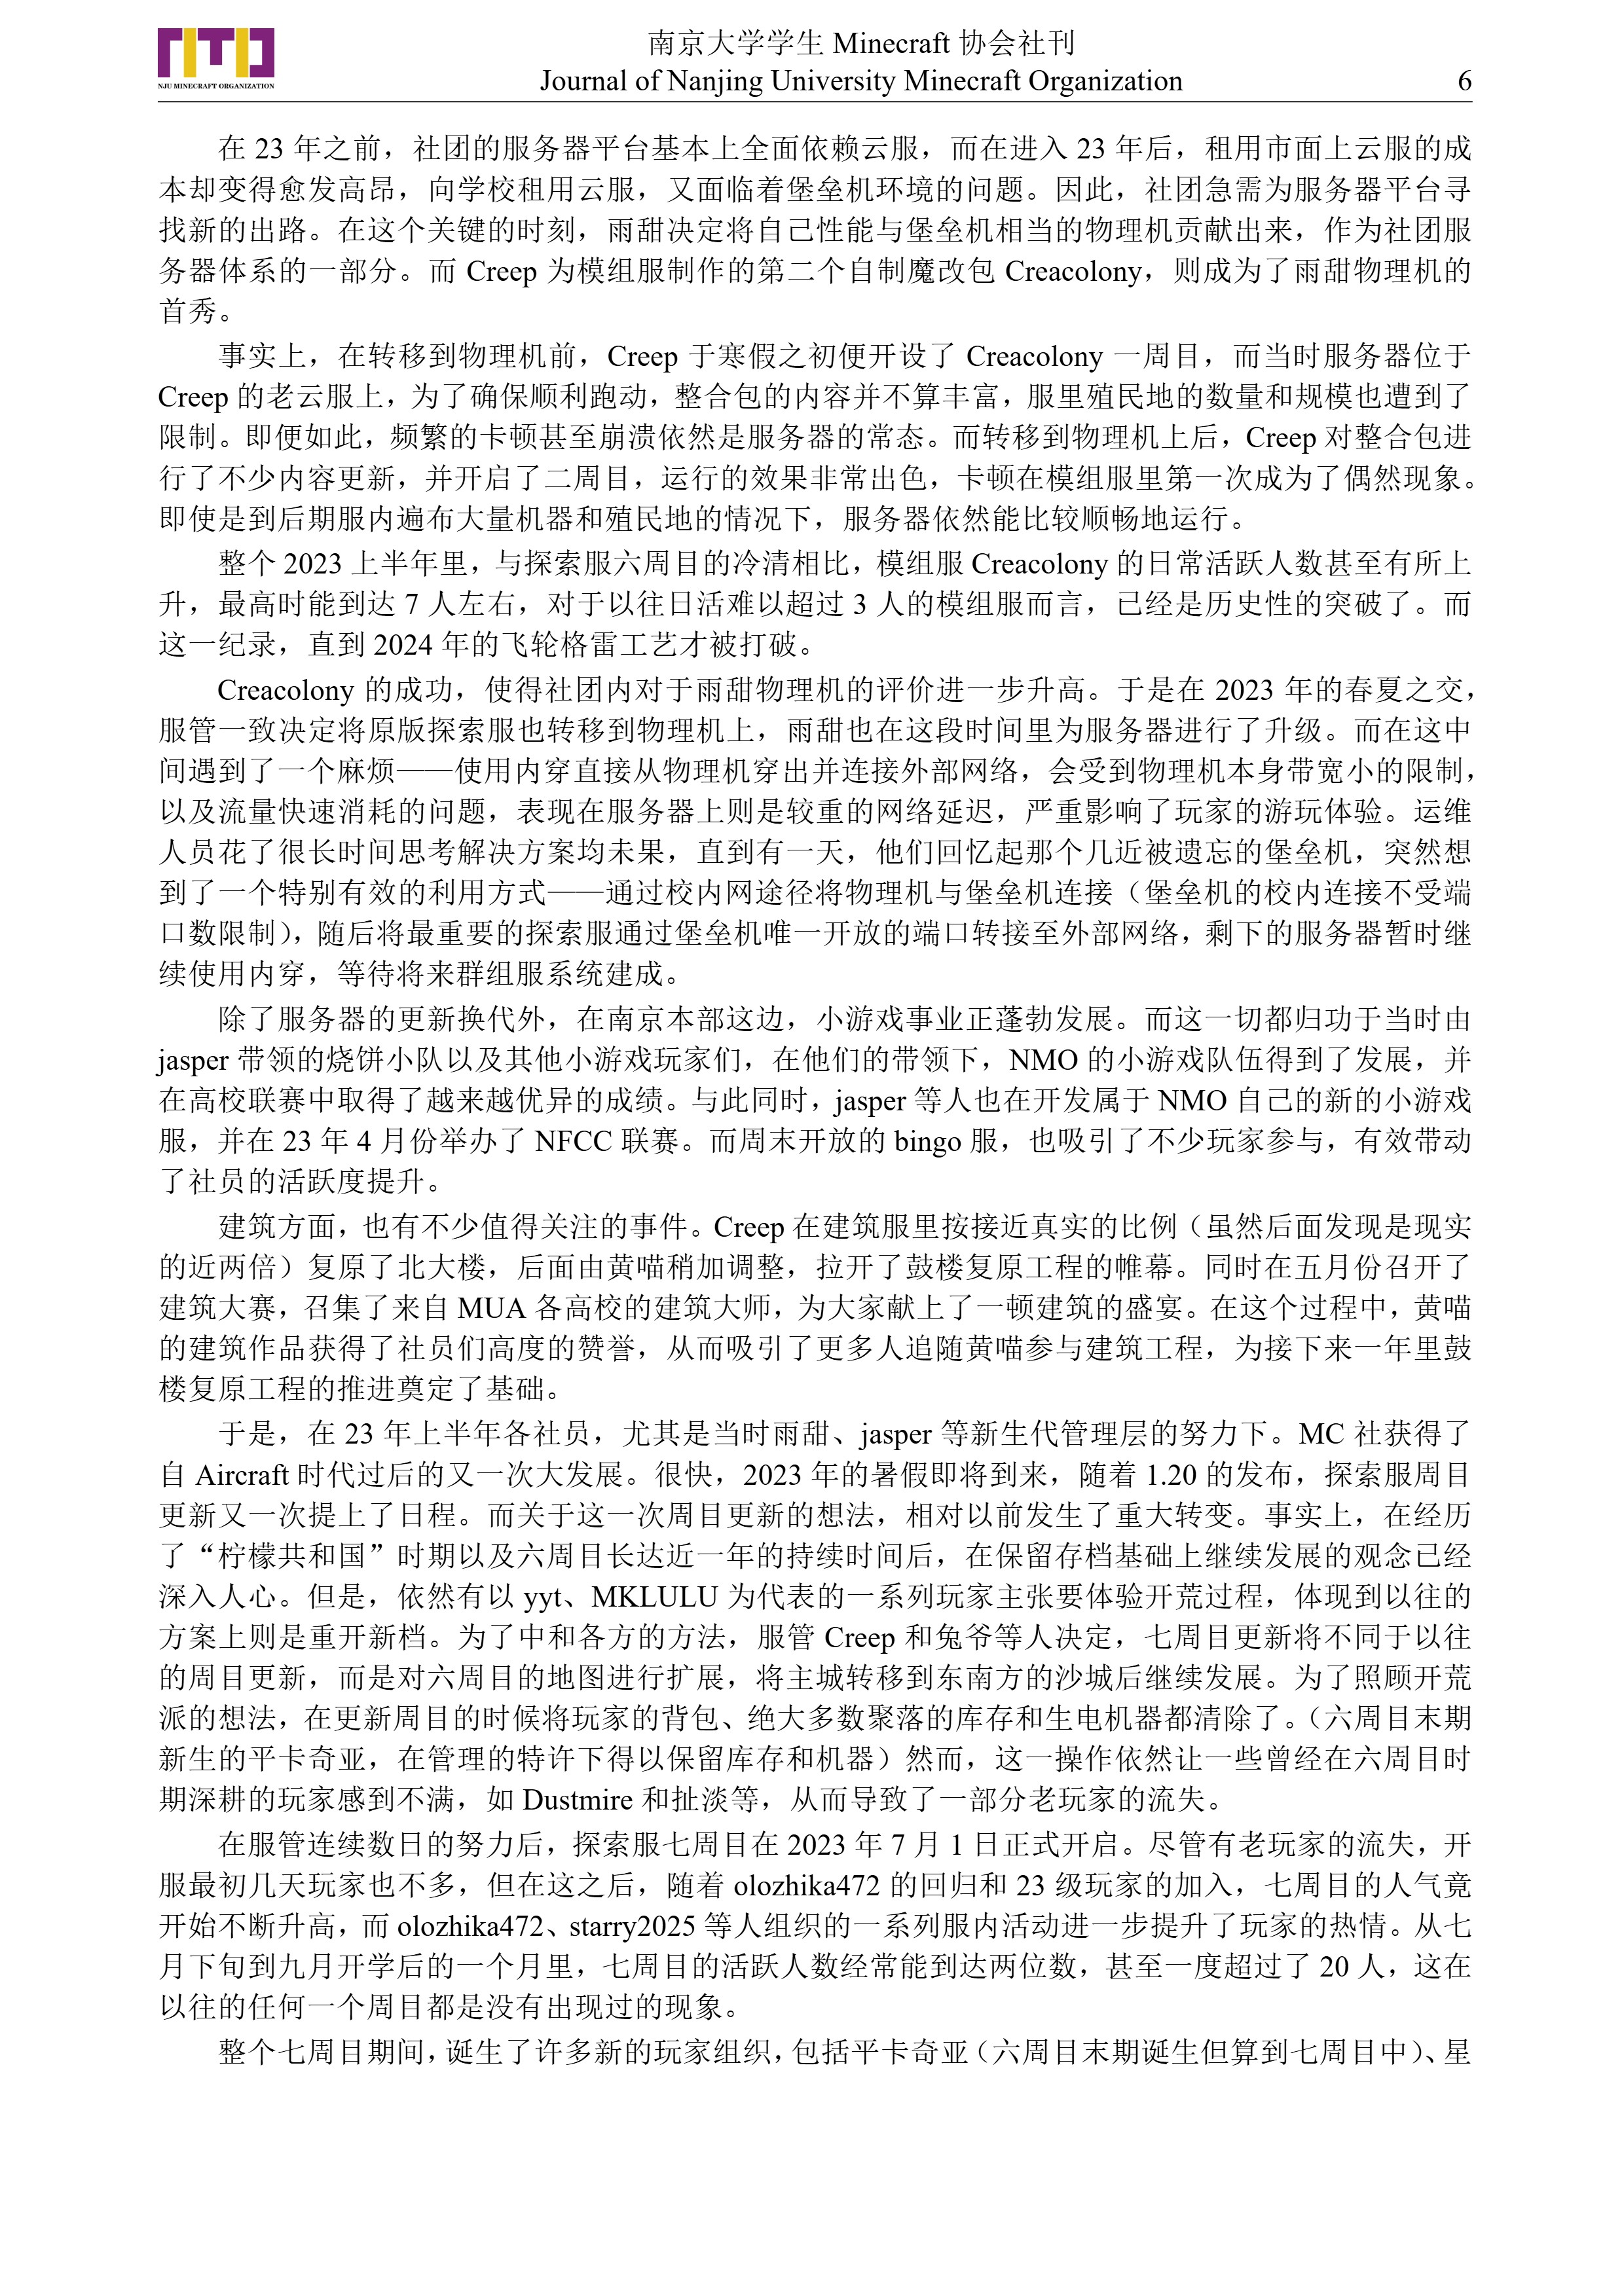 NJU MINECRAFT ORGANIZATION
南京大学学生 Minecraft 协会社刊
Journal of Nanjing University Minecraft Organization
6
在 23 年之前，社团的服务器平台基本上全面依赖云服，而在进入 23 年后，租用市面上云服的成
本却变得愈发高昂，向学校租用云服，又面临着堡垒机环境的问题。因此，社团急需为服务器平台寻
找新的出路。在这个关键的时刻，雨甜决定将自己性能与堡垒机相当的物理机贡献出来，作为社团服
务器体系的一部分。而 Creep 为模组服制作的第二个自制魔改包 Creacolony，则成为了雨甜物理机的
首秀。
事实上，在转移到物理机前，Creep 于寒假之初便开设了 Creacolony 一周目，而当时服务器位于
Creep 的老云服上，为了确保顺利跑动，整合包的内容并不算丰富，服里殖民地的数量和规模也遭到了
限制。即便如此，频繁的卡顿甚至崩溃依然是服务器的常态。而转移到物理机上后，Creep 对整合包进
行了不少内容更新，并开启了二周目，运行的效果非常出色，卡顿在模组服里第一次成为了偶然现象。
即使是到后期服内遍布大量机器和殖民地的情况下，服务器依然能比较顺畅地运行。
整个 2023 上半年里，与探索服六周目的冷清相比，模组服 Creacolony 的日常活跃人数甚至有所上
升，最高时能到达 7 人左右，对于以往日活难以超过 3 人的模组服而言，已经是历史性的突破了。而
这一纪录，直到 2024 年的飞轮格雷工艺才被打破。
Creacolony 的成功，使得社团内对于雨甜物理机的评价进一步升高。于是在 2023 年的春夏之交，
服管一致决定将原版探索服也转移到物理机上，雨甜也在这段时间里为服务器进行了升级。而在这中
间遇到了一个麻烦——使用内穿直接从物理机穿出并连接外部网络，会受到物理机本身带宽小的限制，
以及流量快速消耗的问题，表现在服务器上则是较重的网络延迟，严重影响了玩家的游玩体验。运维
人员花了很长时间思考解决方案均未果，直到有一天，他们回忆起那个几近被遗忘的堡垒机，突然想
到了一个特别有效的利用方式——通过校内网途径将物理机与堡垒机连接（堡垒机的校内连接不受端
口数限制），随后将最重要的探索服通过堡垒机唯一开放的端口转接至外部网络，剩下的服务器暂时继
续使用内穿，等待将来群组服系统建成。
除了服务器的更新换代外，在南京本部这边，小游戏事业正蓬勃发展。而这一切都归功于当时由
jasper 带领的烧饼小队以及其他小游戏玩家们，在他们的带领下，NMO 的小游戏队伍得到了发展，并
在高校联赛中取得了越来越优异的成绩。与此同时，jasper 等人也在开发属于 NMO 自己的新的小游戏
服，并在 23 年 4 月份举办了 NFCC 联赛。而周末开放的 bingo 服，也吸引了不少玩家参与，有效带动
了社员的活跃度提升。
建筑方面，也有不少值得关注的事件。Creep 在建筑服里按接近真实的比例（虽然后面发现是现实
的近两倍）复原了北大楼，后面由黄喵稍加调整，拉开了鼓楼复原工程的帷幕。同时在五月份召开了
建筑大赛，召集了来自 MUA 各高校的建筑大师，为大家献上了一顿建筑的盛宴。在这个过程中，黄喵
的建筑作品获得了社员们高度的赞誉，从而吸引了更多人追随黄喵参与建筑工程，为接下来一年里鼓
楼复原工程的推进奠定了基础。
于是，在 23 年上半年各社员，尤其是当时雨甜、jasper 等新生代管理层的努力下。MC 社获得了
自 Aircraft 时代过后的又一次大发展。很快，2023 年的暑假即将到来，随着 1.20 的发布，探索服周目
更新又一次提上了日程。而关于这一次周目更新的想法，相对以前发生了重大转变。事实上，在经历
了“柠檬共和国”时期以及六周目长达近一年的持续时间后，在保留存档基础上继续发展的观念已经
深入人心。但是，依然有以 yyt、MKLULU 为代表的一系列玩家主张要体验开荒过程，体现到以往的
方案上则是重开新档。为了中和各方的方法，服管 Creep 和兔爷等人决定，七周目更新将不同于以往
的周目更新，而是对六周目的地图进行扩展，将主城转移到东南方的沙城后继续发展。为了照顾开荒
派的想法，在更新周目的时候将玩家的背包、绝大多数聚落的库存和生电机器都清除了。（六周目末期
新生的平卡奇亚，在管理的特许下得以保留库存和机器）然而，这一操作依然让一些曾经在六周目时
期深耕的玩家感到不满，如 Dustmire 和扯淡等，从而导致了一部分老玩家的流失。
在服管连续数日的努力后，探索服七周目在 2023 年 7 月 1 日正式开启。尽管有老玩家的流失，开
服最初几天玩家也不多，但在这之后，随着 olozhika472 的回归和 23 级玩家的加入，七周目的人气竟
开始不断升高，而 olozhika472、starry2025 等人组织的一系列服内活动进一步提升了玩家的热情。从七
月下旬到九月开学后的一个月里，七周目的活跃人数经常能到达两位数，甚至一度超过了 20 人，这在
以往的任何一个周目都是没有出现过的现象。
整个七周目期间，诞生了许多新的玩家组织，包括平卡奇亚（六周目末期诞生但算到七周目中）、星